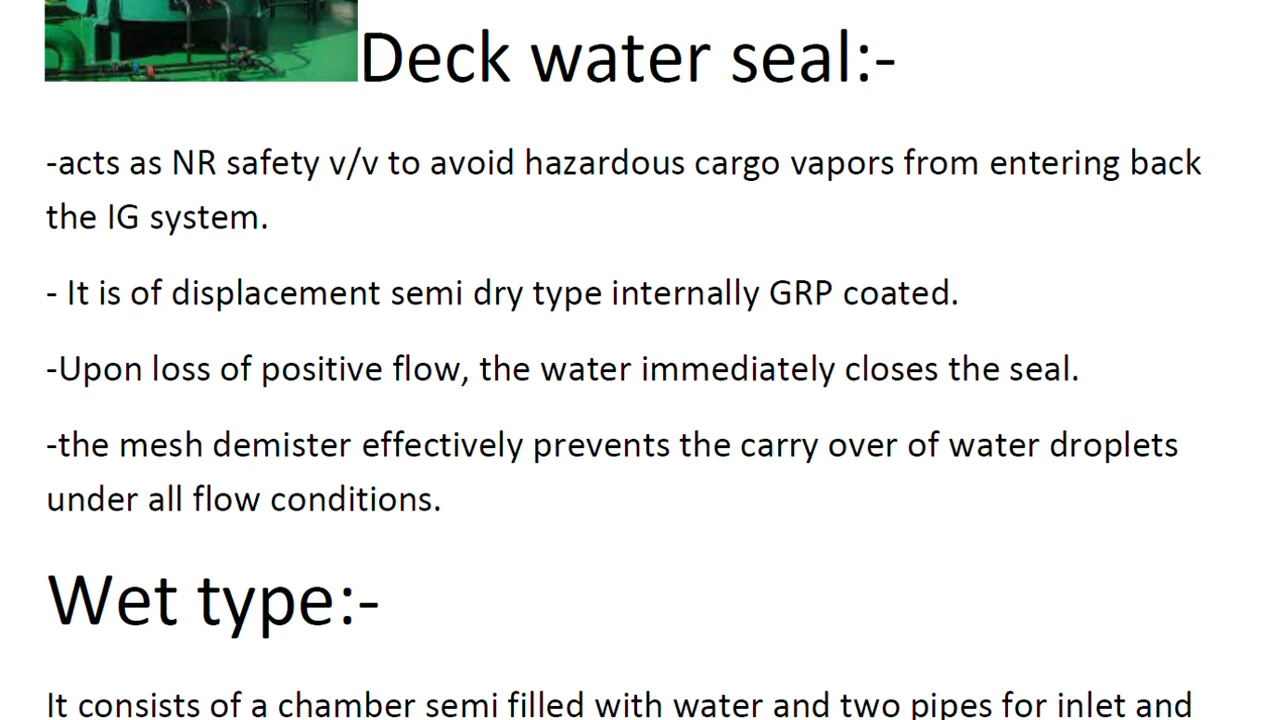 Deck water seal:-
-acts as NR safety v/v to avoid hazardous cargo vapors from entering back
the IG system.
- It is of displacement semi dry type internally GRP coated.
-Upon loss of positive flow, the water immediately closes the seal.
-the mesh demister effectively prevents the carry over of water droplets
under all flow conditions.
Wet type:-
It consists of a chamber semi filled with water and two pipes for inlet and